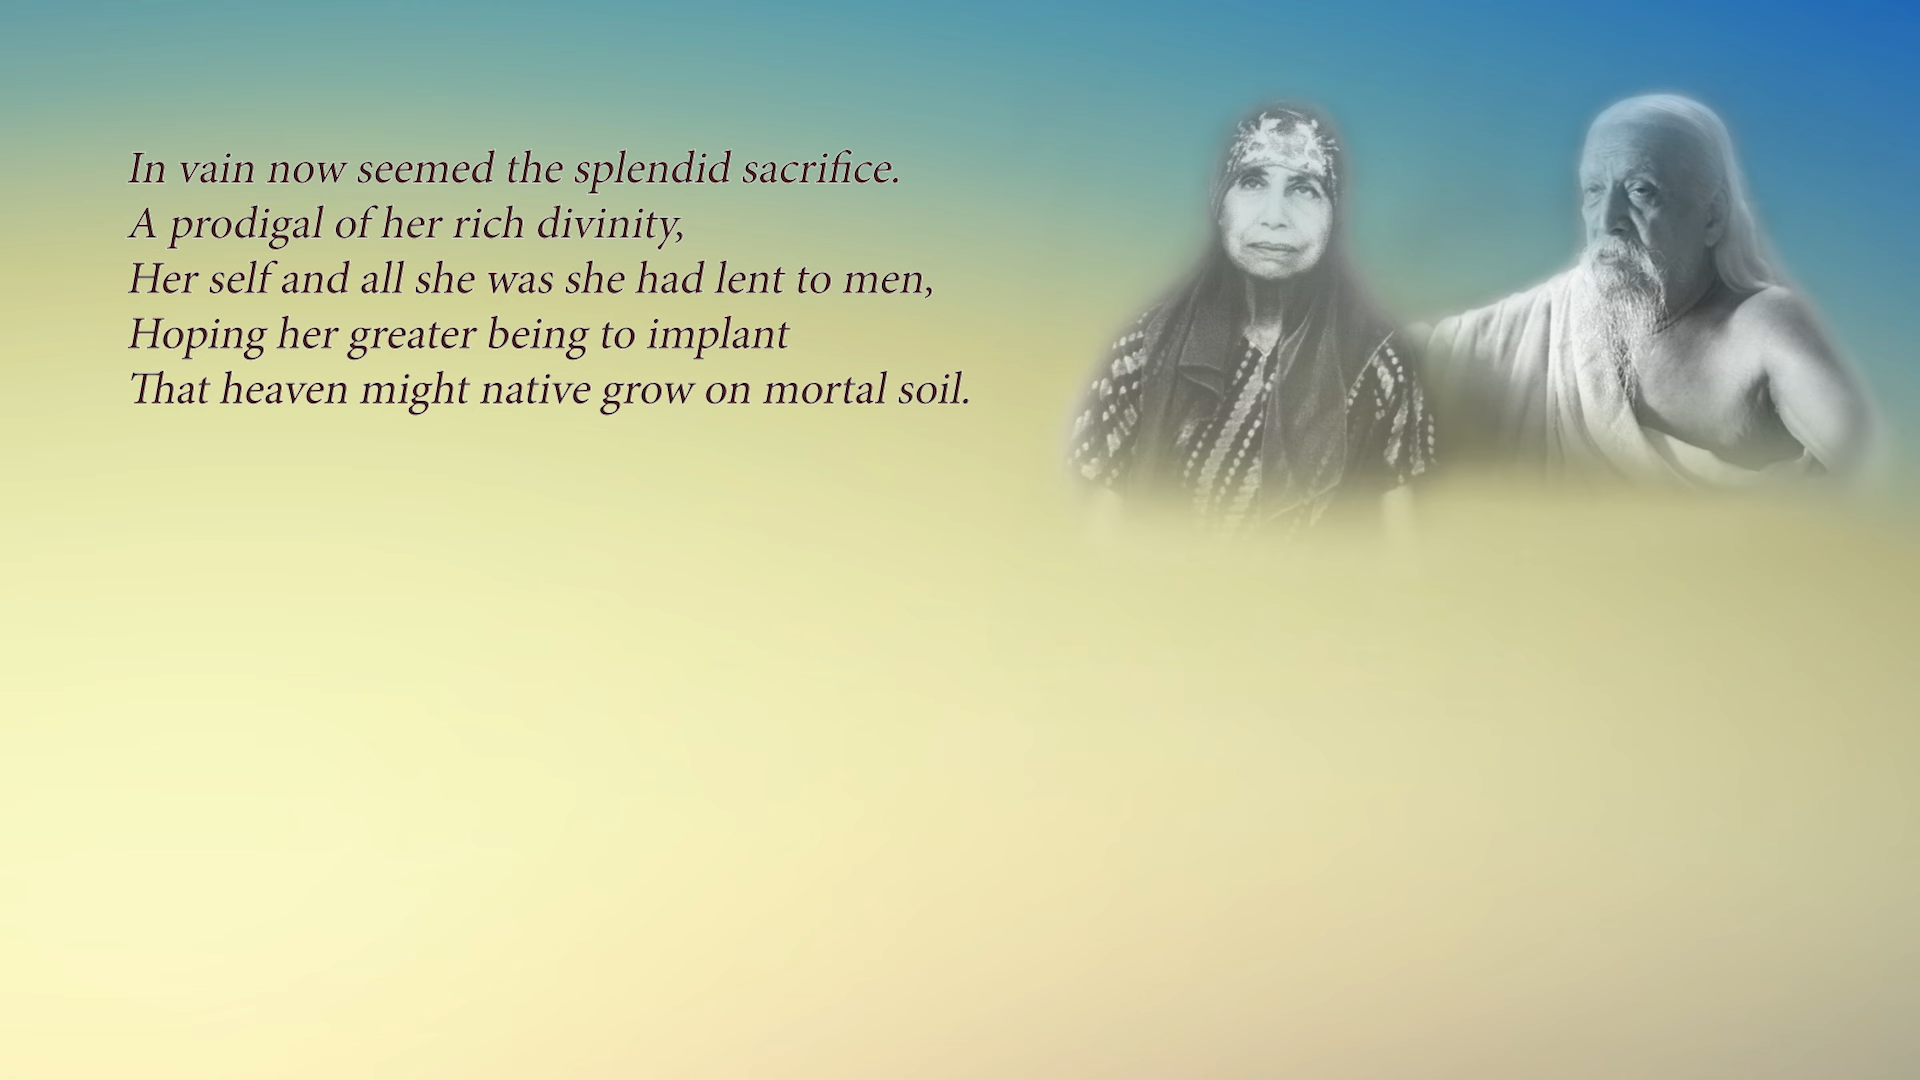 In vain now seemed the splendid sacrifice.
A prodigal of her rich divinity,
Her self and all she was she had lent to men,
Hoping her greater being to implant
That heaven might native grow on mortal soil.